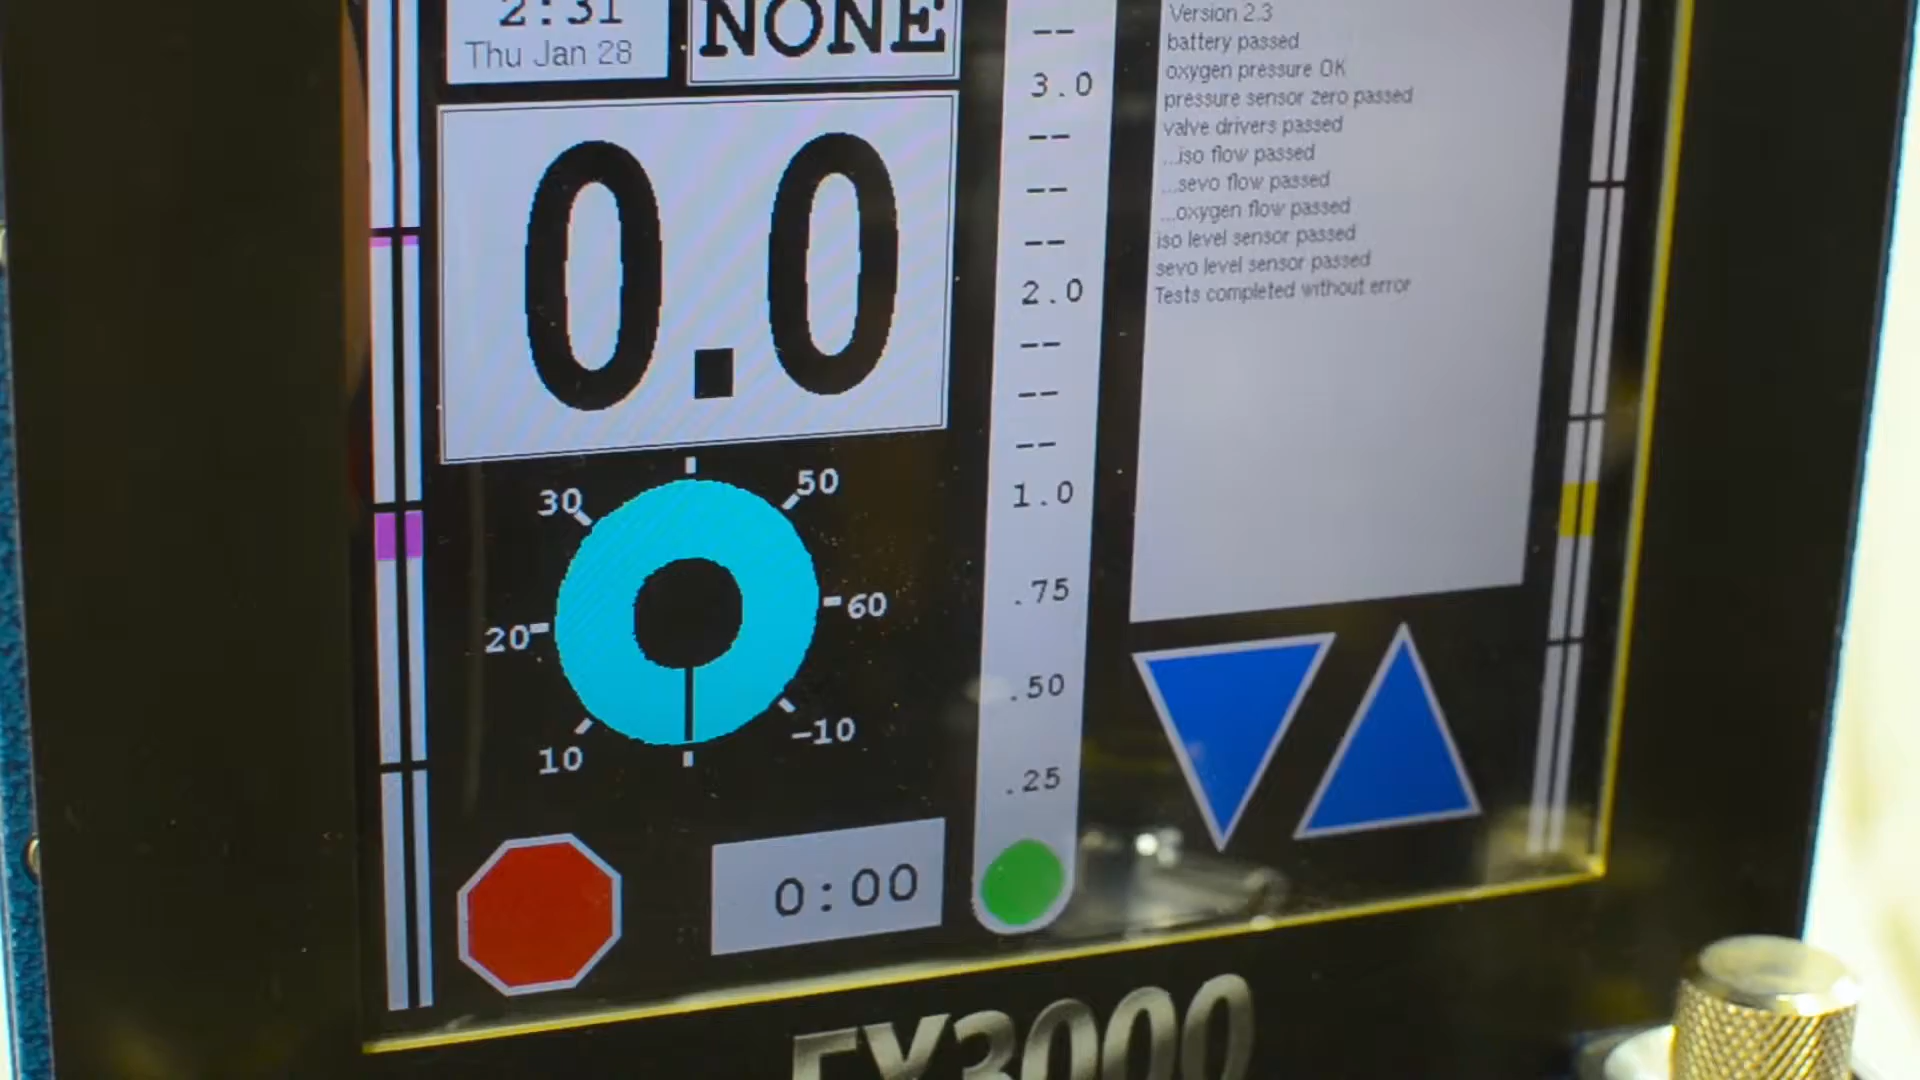 2:31
Thu Jan 28
NONE
0.0
30
50
20
60
10
-10
0:00
--
3.0
--
--
--
2.0
--
--
--
1.0
.75
.50
.25
Version 2.3
battery passed
oxygen pressure OK
pressure sensor zero passed
valve drivers passed
...iso flow passed
...sevo flow passed
...oxygen flow passed
iso level sensor passed
sevo level sensor passed
Tests completed without error